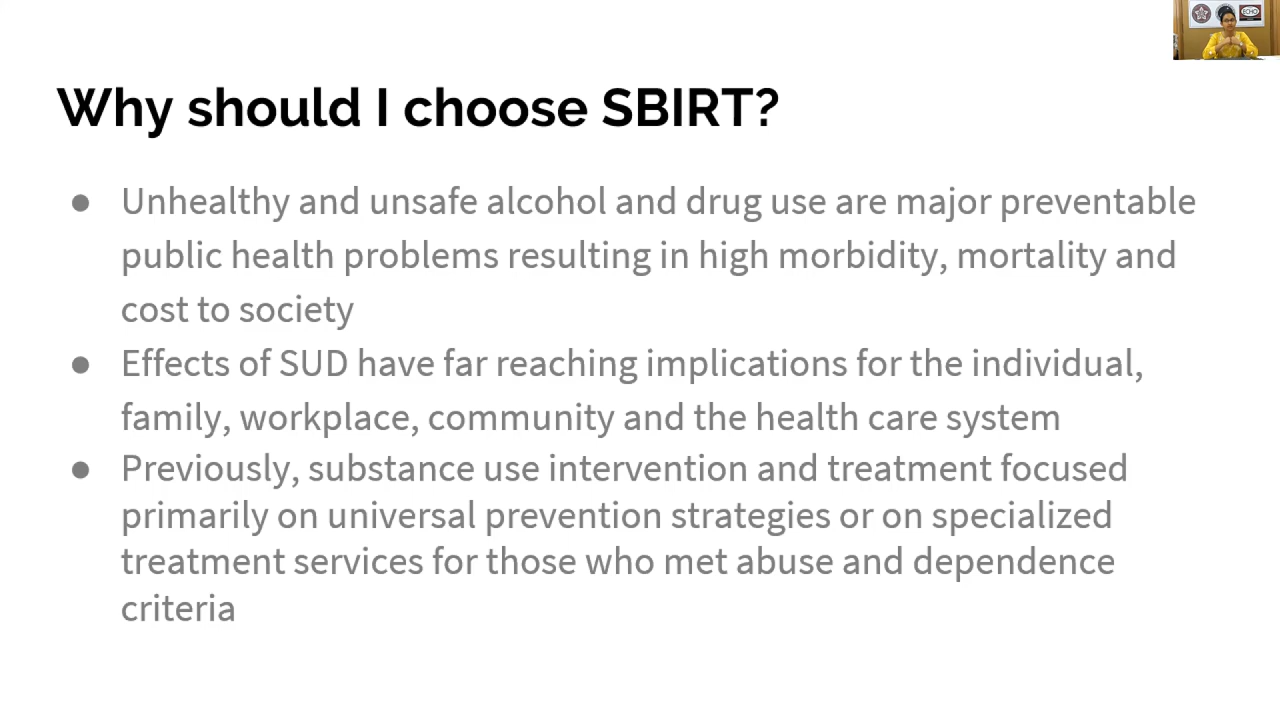 Why should I choose SBIRT?
● Unhealthy and unsafe alcohol and drug use are major preventable
public health problems resulting in high morbidity, mortality and
cost to society
● Effects of SUD have far reaching implications for the individual,
family, workplace, community and the health care system
● Previously, substance use intervention and treatment focused
primarily on universal prevention strategies or on specialized
treatment services for those who met abuse and dependence
criteria
ECHO